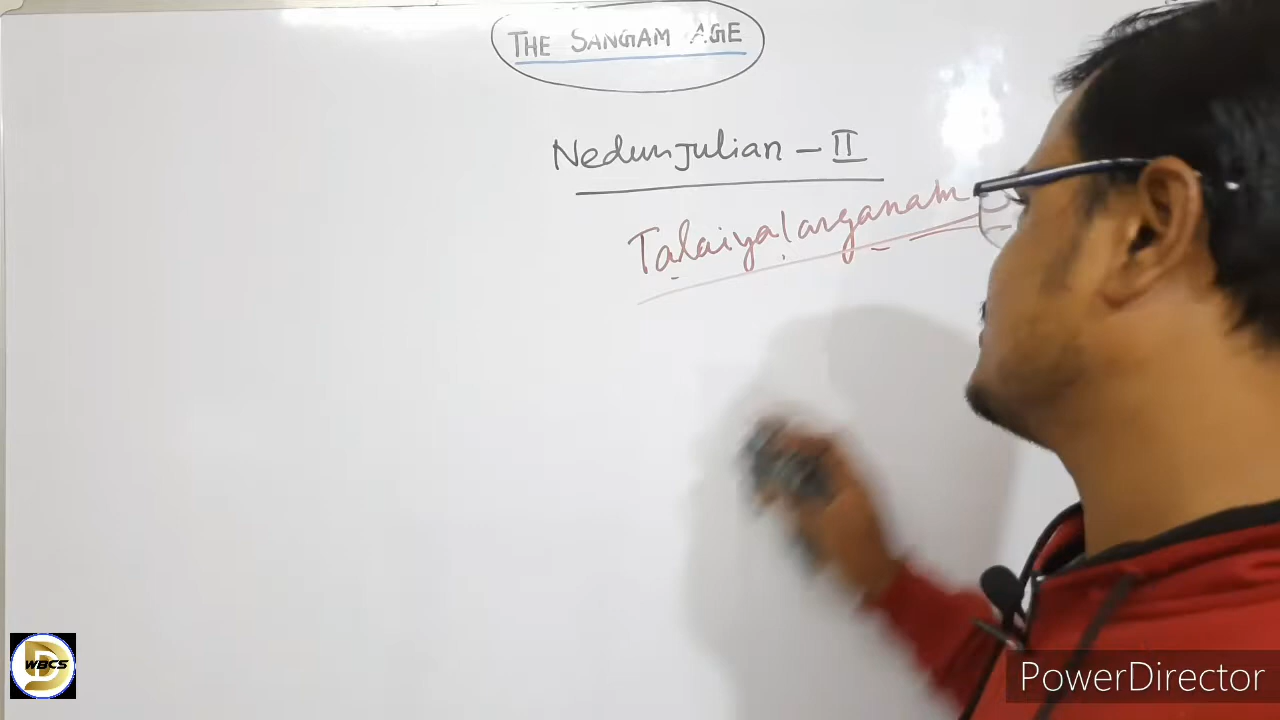 THE SANGAM AGE
Nedunjulian - II
Talaiyalanganam
WBCS
PowerDirector